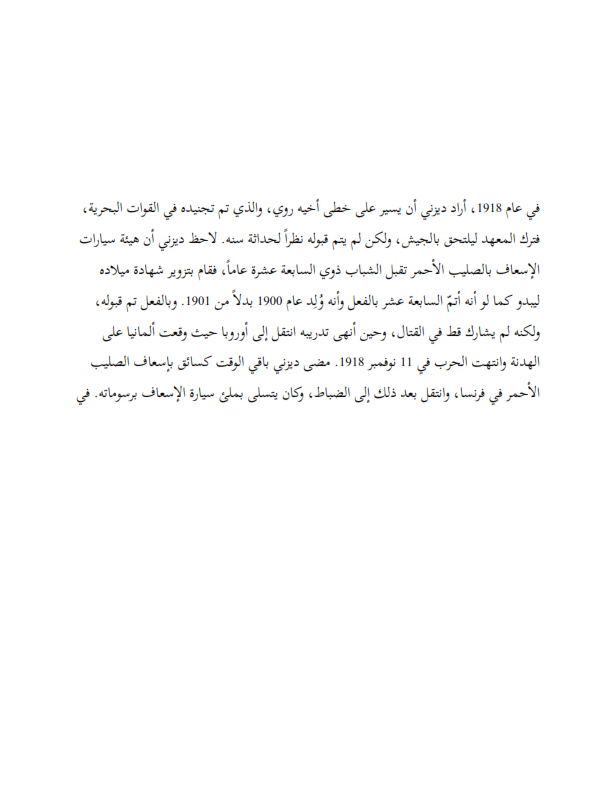 في عام 1918، أراد ديزني أن يسير على خطى أخيه روي، والذي تم تجنيده في القوات البحرية،
فترك المعهد ليلتحق بالجيش، ولكن لم يتم قبوله نظراً لحداثة سنه. لاحظ ديزني أن هيئة سيارات
الإسعاف بالصليب الأحمر تقبل الشباب ذوي السابعة عشرة عاماً، فقام بتزوير شهادة ميلاده
ليبدو كما لو أنه أتمّ السابعة عشر بالفعل وأنه وُلِد عام 1900 بدلاً من 1901. وبالفعل تم قبوله،
ولكنه لم يشارك قط في القتال، وحين أنهى تدريبه انتقل إلى أوروبا حيث وقعت ألمانيا على
الهدنة وانتهت الحرب في 11 نوفمبر 1918. مضى ديزني باقي الوقت كسائق بإسعاف الصليب
الأحمر في فرنسا، وانتقل بعد ذلك إلى الضباط، وكان يتسلى بملئ سيارة الإسعاف برسوماته. في